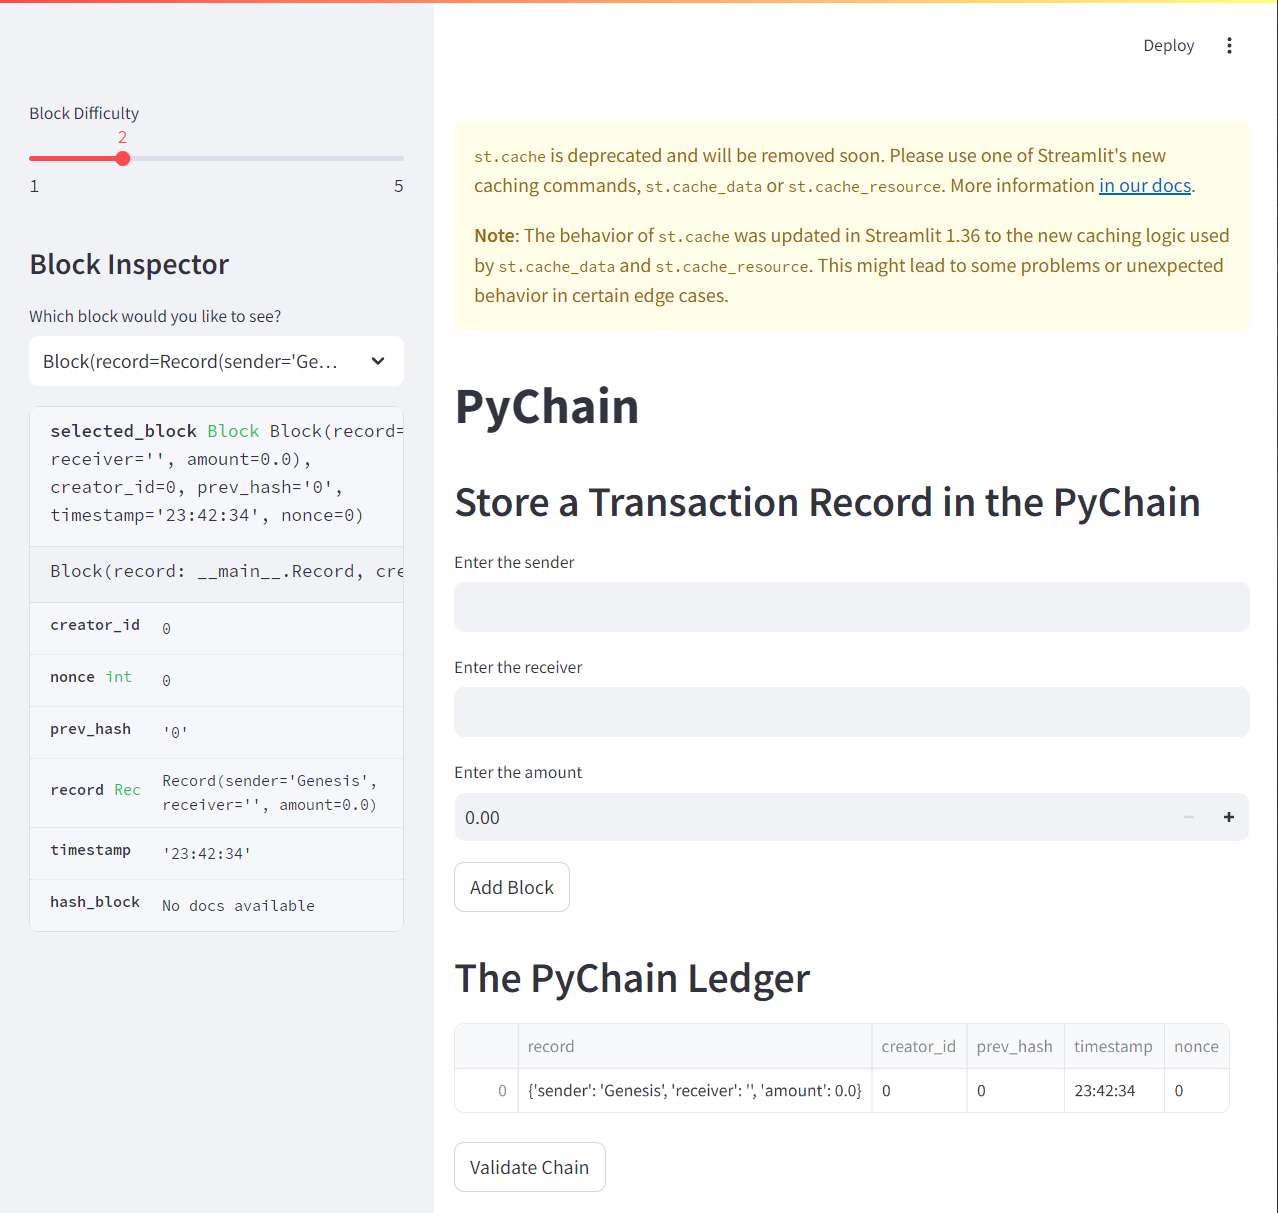 Deploy
Block Difficulty
2
1 5
Block Inspector
Which block would you like to see?
Block(record=Record(sender='Ge...
selected_block Block Block(record=
receiver='', amount=0.0),
creator_id=0, prev_hash='0',
timestamp='23:42:34', nonce=0)
Block(record: __main__.Record, cre
creator_id 0
nonce int 0
prev_hash '0'
record Rec Record(sender='Genesis',
receiver='', amount=0.0)
timestamp '23:42:34'
hash_block No docs available
st.cache is deprecated and will be removed soon. Please use one of Streamlit's new
caching commands, st.cache_data or st.cache_resource. More information in our docs.
Note: The behavior of st.cache was updated in Streamlit 1.36 to the new caching logic used
by st.cache_data and st.cache_resource. This might lead to some problems or unexpected
behavior in certain edge cases.
PyChain
Store a Transaction Record in the PyChain
Enter the sender
Enter the receiver
Enter the amount
0.00
Add Block
The PyChain Ledger
record creator_id prev_hash timestamp nonce
0 {'sender': 'Genesis', 'receiver': '', 'amount': 0.0} 0 0 23:42:34 0
Validate Chain